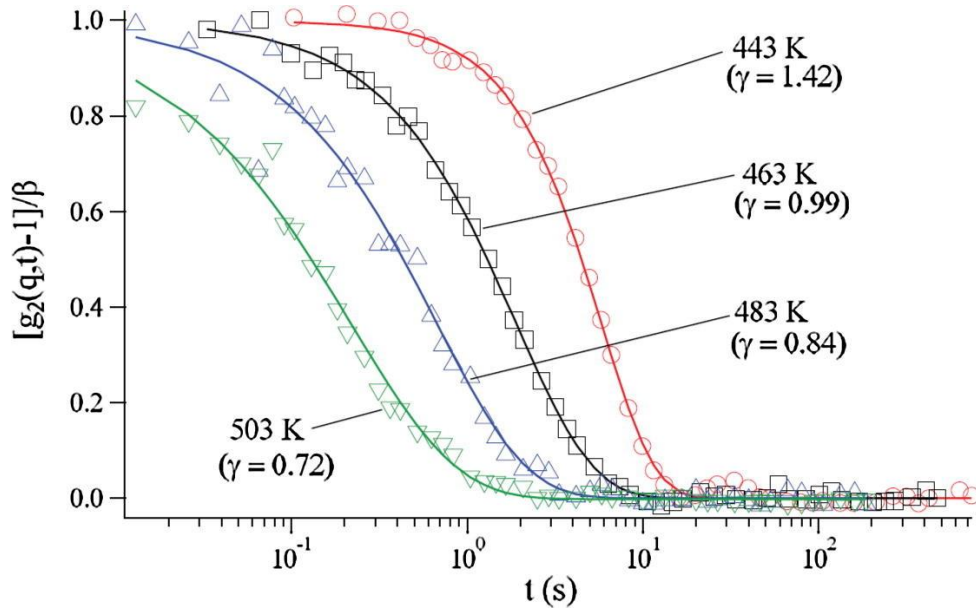 1.0
0.8
0.6
0.4
0.2
0.0
[g₂(q,t)-1]/β
443 K
(γ = 1.42)
463 K
(γ = 0.99)
483 K
(γ = 0.84)
503 K
(γ = 0.72)
10⁻¹ 10⁰ 10¹ 10²
t (s)